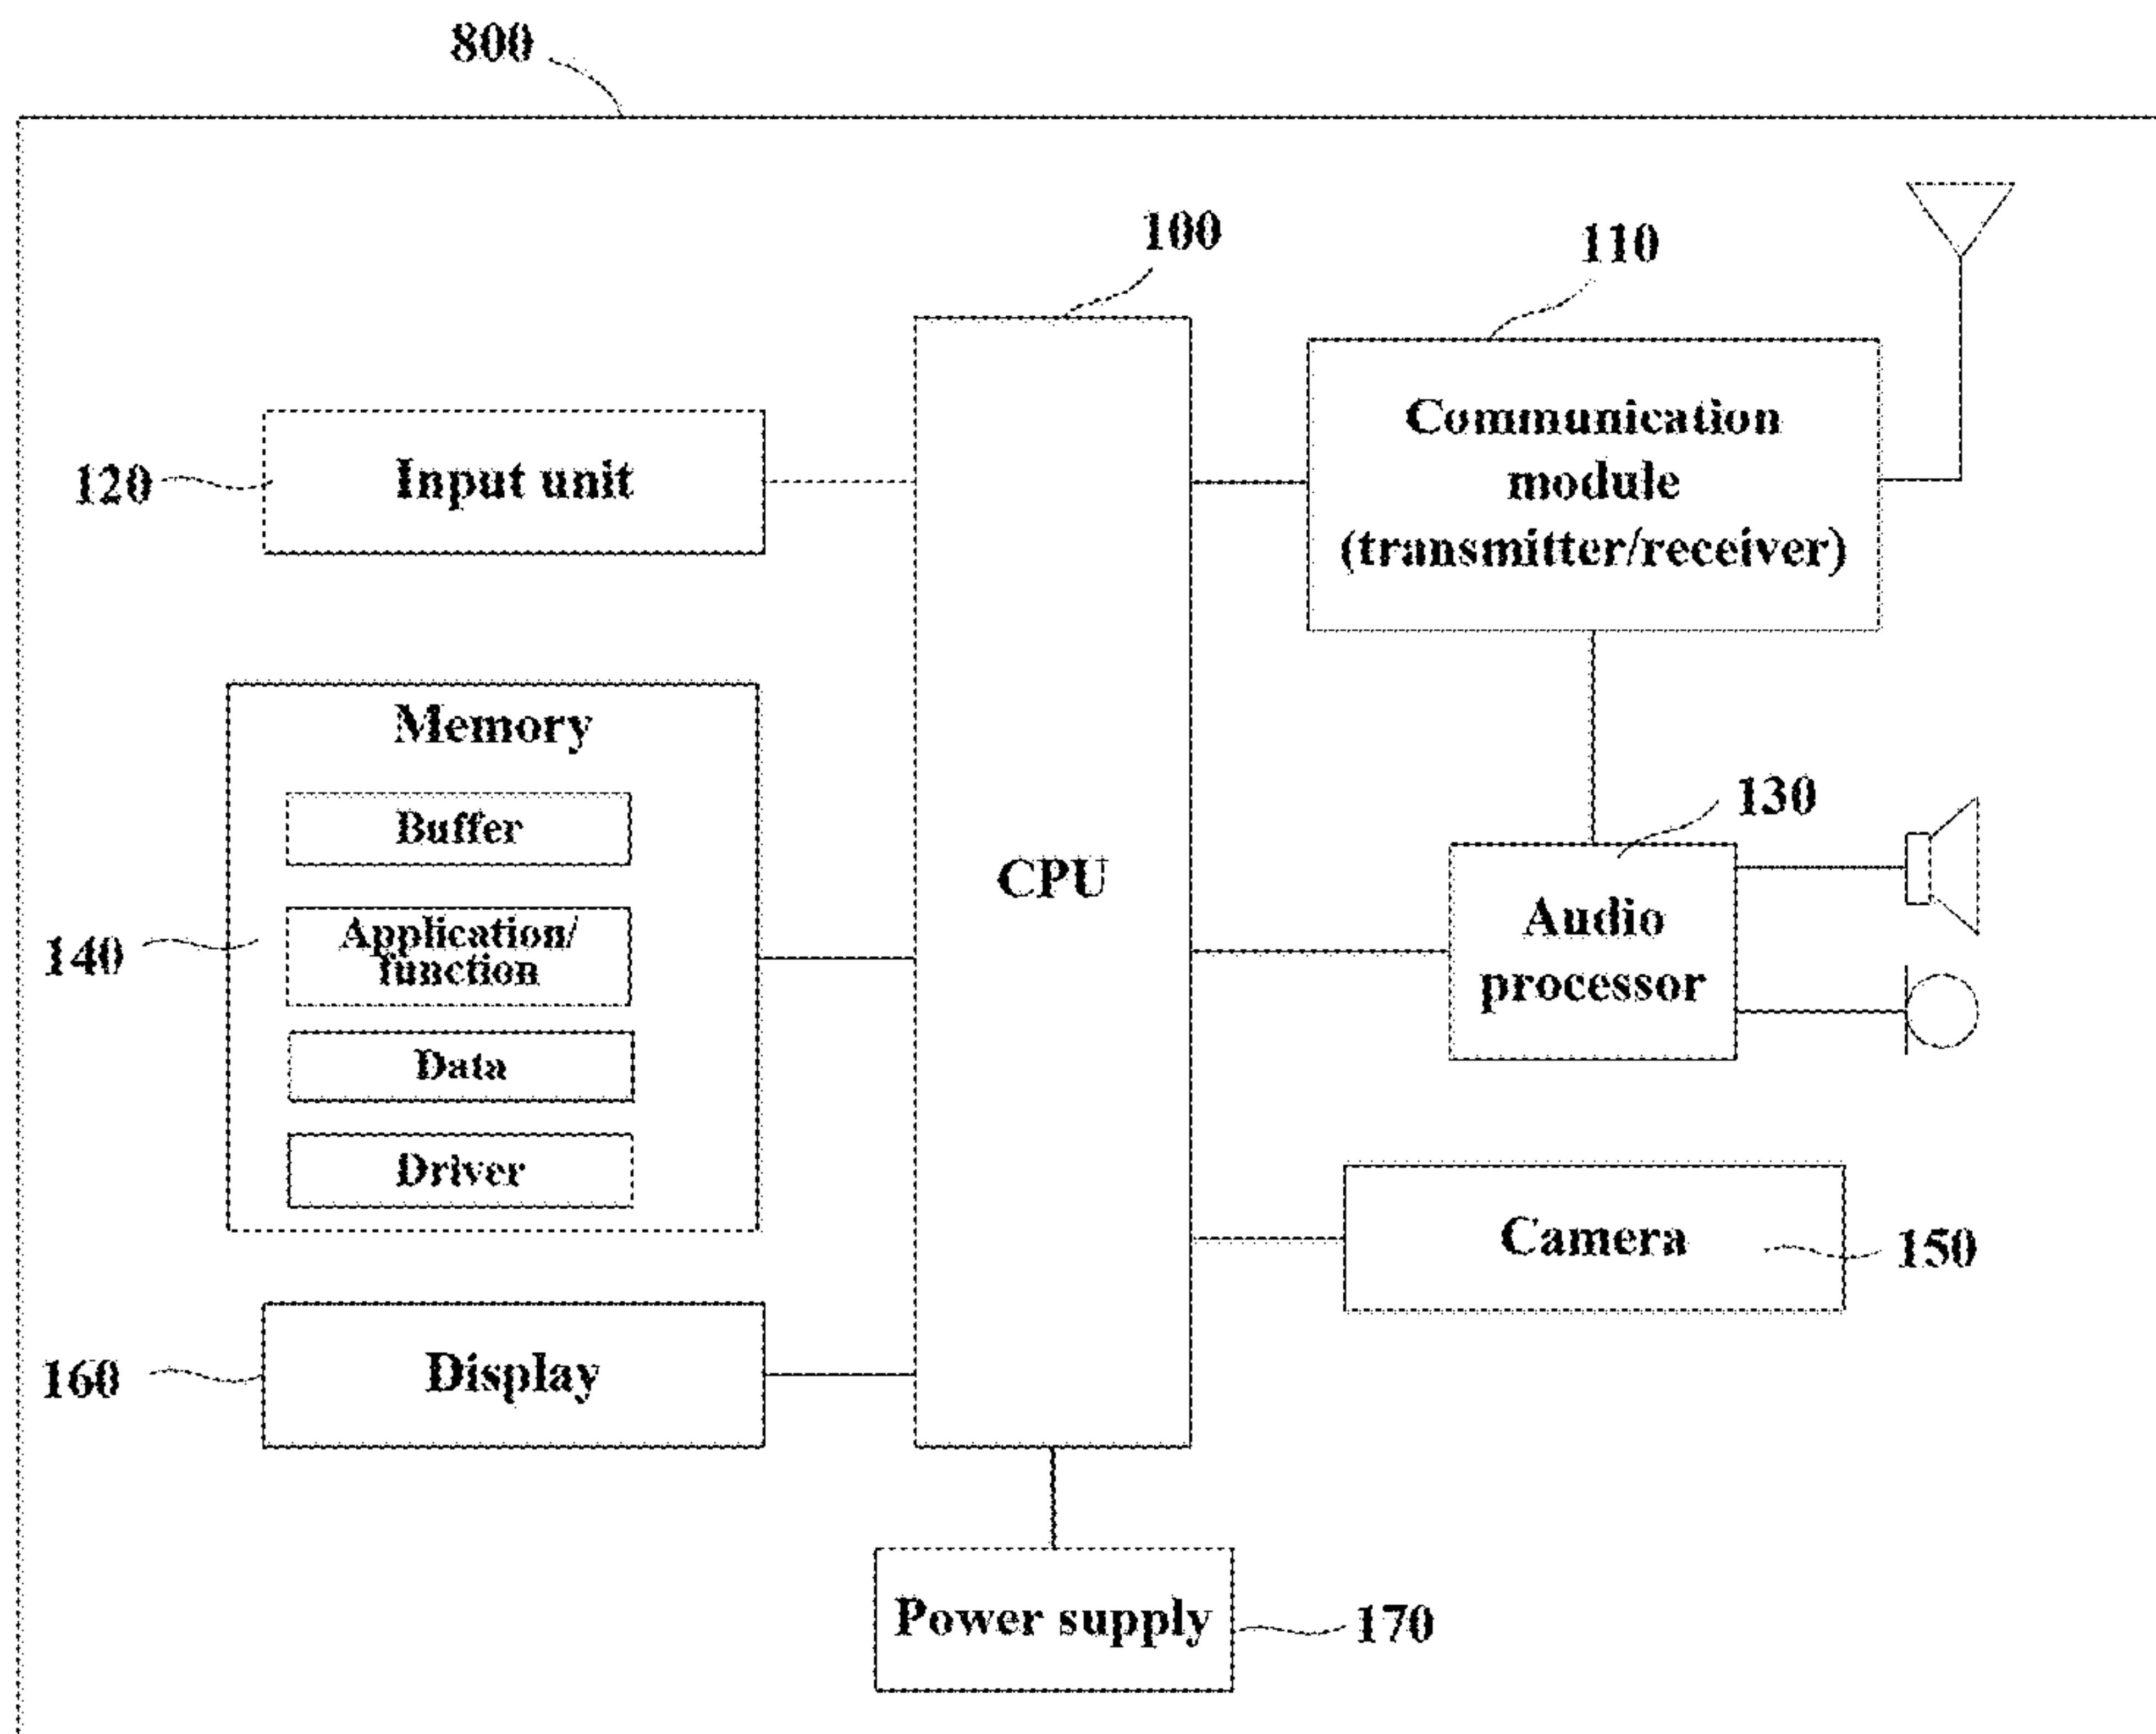 800
100
110
Communication
module
(transmitter/receiver)
120
Input unit
Memory
Buffer
Application/
function
Data
Driver
140
CPU
130
Audio
processor
Camera
150
160
Display
Power supply
170